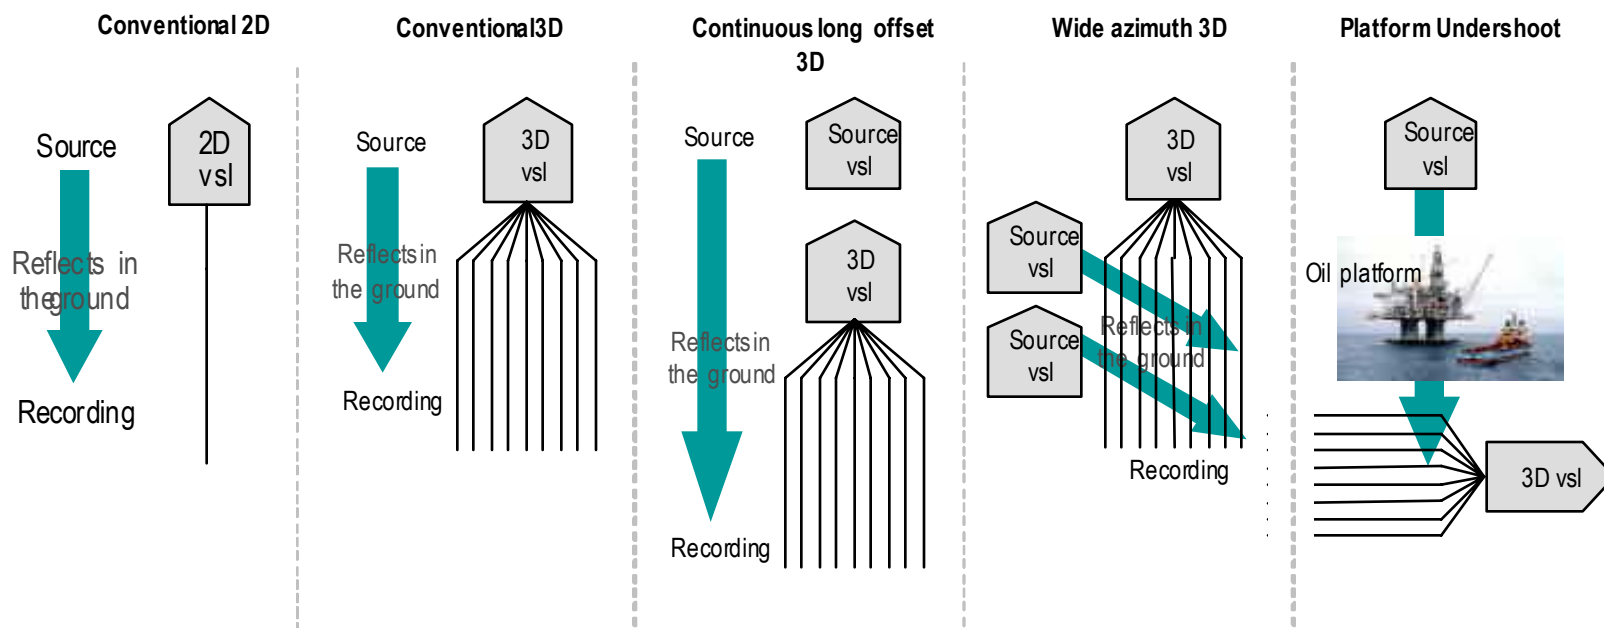 Conventional 2D
Source
2D
vsl
Reflects in
the ground
Recording
Conventional3D
Source
3D
vsl
Reflects in
the ground
Recording
Continuous long offset
3D
Source
Source
vsl
3D
vsl
Reflects in
the ground
Recording
Wide azimuth 3D
3D
vsl
Source
vsl
Source
vsl
Reflects in
the ground
Recording
Platform Undershoot
Source
vsl
Oil platform
3D vsl